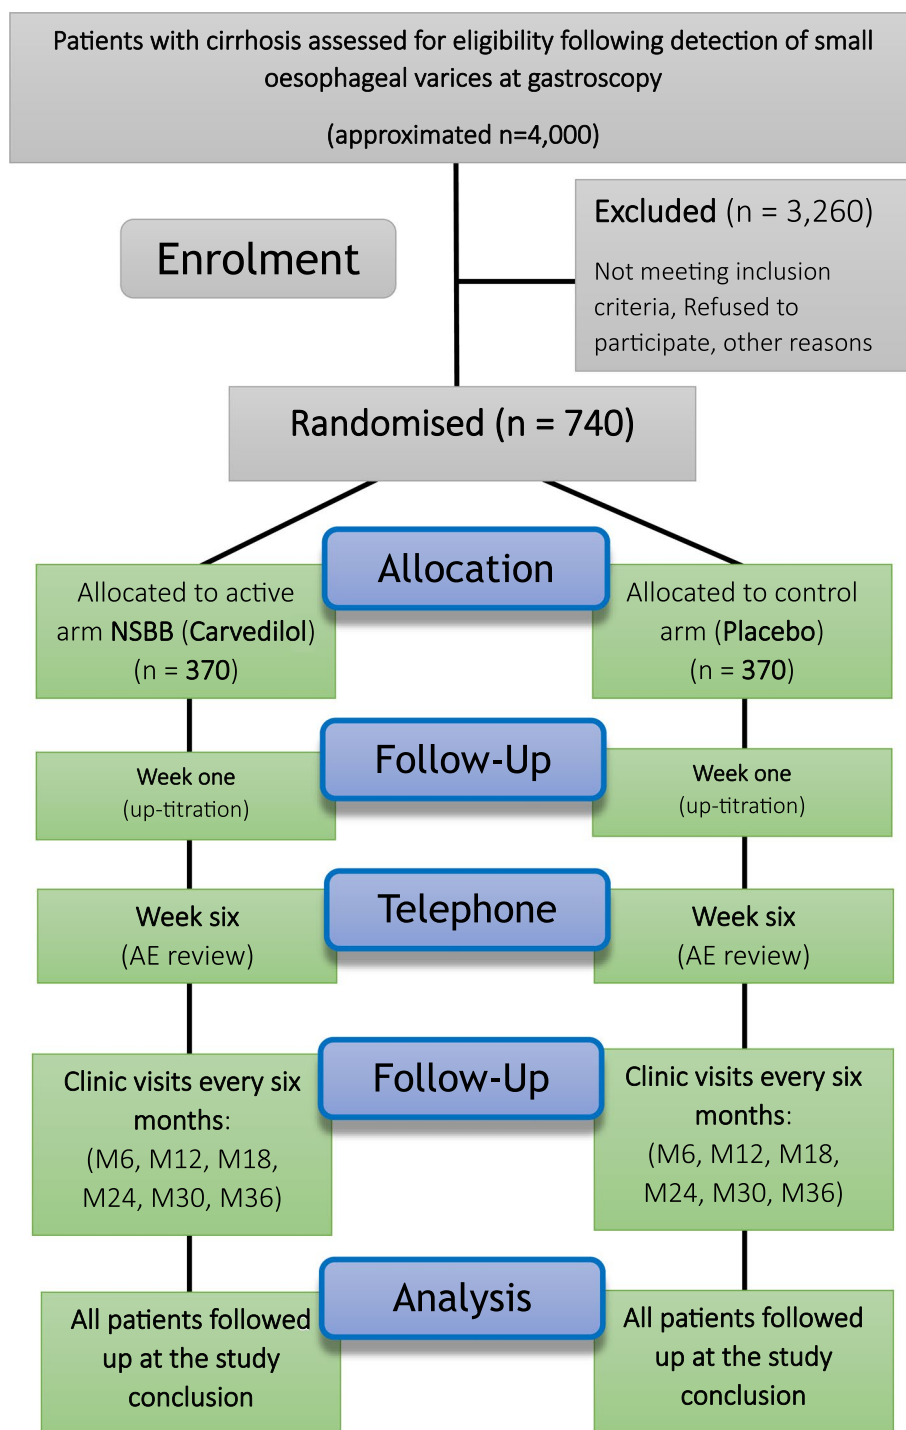 Patients with cirrhosis assessed for eligibility following detection of small
oesophageal varices at gastroscopy
(approximated n=4,000)
Enrolment
Excluded (n = 3,260)
Not meeting inclusion
criteria, Refused to
participate, other reasons
Randomised (n = 740)
Allocation
Allocated to active
arm NSBB (Carvedilol)
(n = 370)
Allocated to control
arm (Placebo)
(n = 370)
Follow-Up
Week one
(up-titration)
Week one
(up-titration)
Telephone
Week six
(AE review)
Week six
(AE review)
Follow-Up
Clinic visits every six
months:
(M6, M12, M18,
M24, M30, M36)
Clinic visits every six
months:
(M6, M12, M18,
M24, M30, M36)
Analysis
All patients followed
up at the study
conclusion
All patients followed
up at the study
conclusion